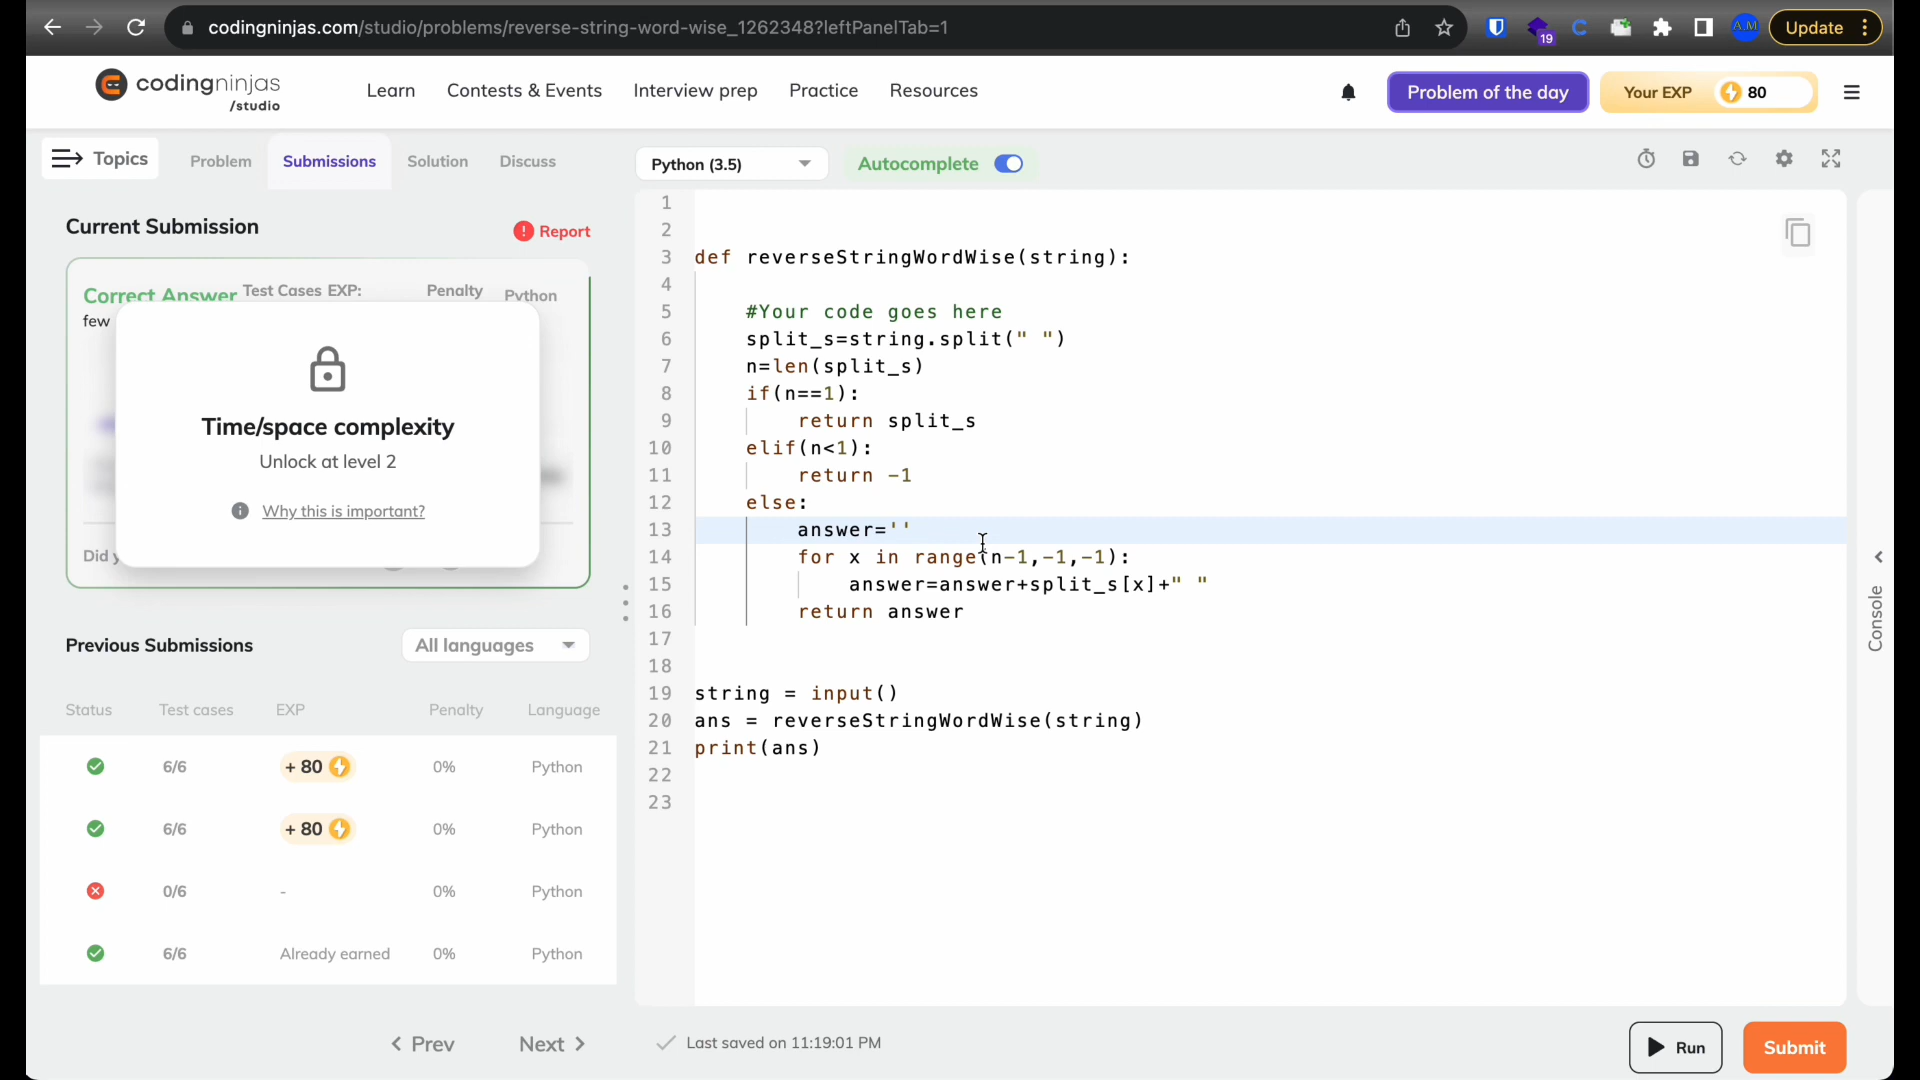 codingninjas.com/studio/problems/reverse-string-word-wise_1262348?leftPanelTab=1
19
A.M
Update
codingninjas
/studio
Learn
Contests & Events
Interview prep
Practice
Resources
Problem of the day
Your EXP
80
Topics
Problem
Submissions
Solution
Discuss
Python (3.5)
Autocomplete
Current Submission
Report
Correct Answer
Test Cases EXP:
Penalty
Python
few
Time/space complexity
Unlock at level 2
Why this is important?
Did
Previous Submissions
All languages
Status Test cases EXP Penalty Language
6/6 + 80 0% Python
6/6 + 80 0% Python
0/6 - 0% Python
6/6 Already earned 0% Python
Prev
Next
1
2
3 def reverseStringWordWise(string):
4
5 #Your code goes here
6 split_s=string.split(" ")
7 n=len(split_s)
8 if(n==1):
9 return split_s
10 elif(n<1):
11 return -1
12 else:
13 answer=''
14 for x in range(n-1,-1,-1):
15 answer=answer+split_s[x]+" "
16 return answer
17
18
19 string = input()
20 ans = reverseStringWordWise(string)
21 print(ans)
22
23
Console
Last saved on 11:19:01 PM
Run
Submit